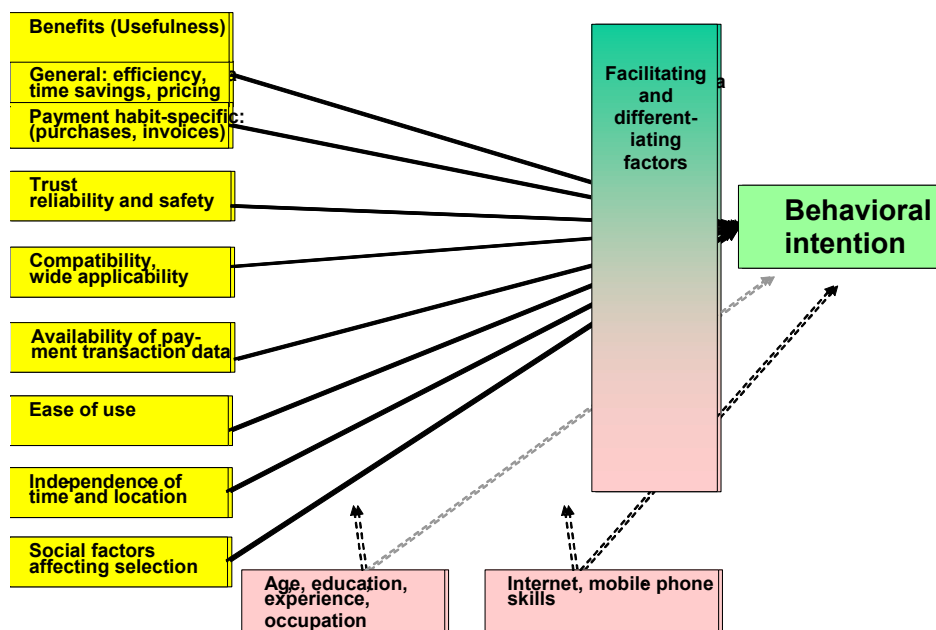 Benefits (Usefulness)
General: efficiency,
time savings, pricing
Payment habit-specific:
(purchases, invoices)
Trust
reliability and safety
Compatibility,
wide applicability
Availability of pay-
ment transaction data
Ease of use
Independence of
time and location
Social factors
affecting selection
Facilitating
and
different-
iating
factors
Behavioral
intention
Age, education,
experience,
occupation
Internet, mobile phone
skills